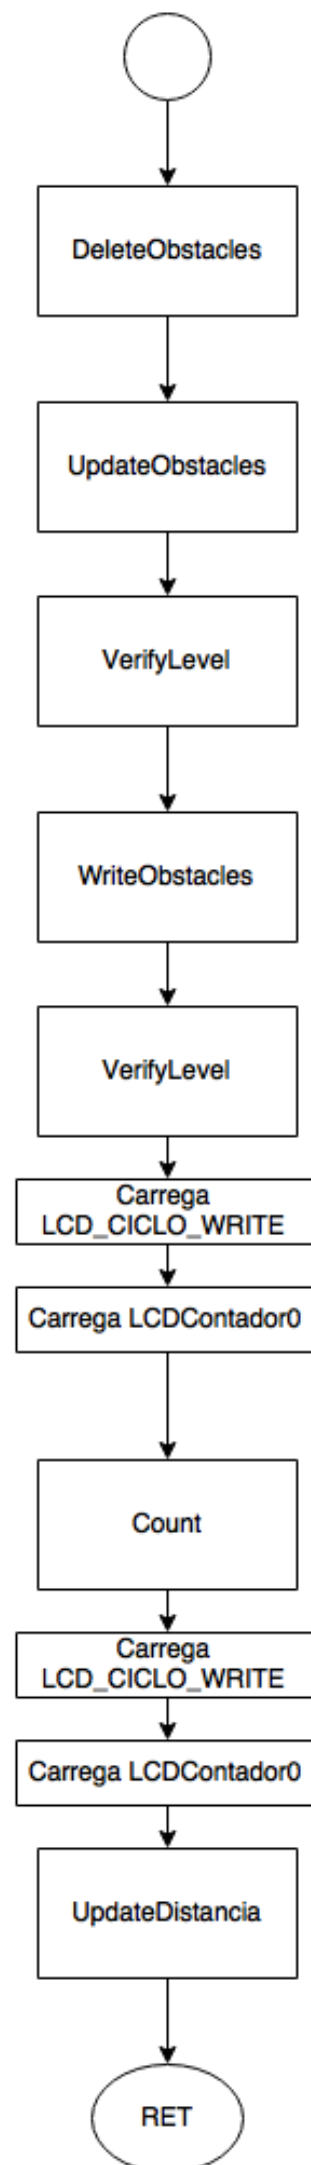 DeleteObstacles
UpdateObstacles
VerifyLevel
WriteObstacles
VerifyLevel
Carrega
LCD_CICLO_WRITE
Carrega LCDContador0
Count
Carrega
LCD_CICLO_WRITE
Carrega LCDContador0
UpdateDistancia
RET